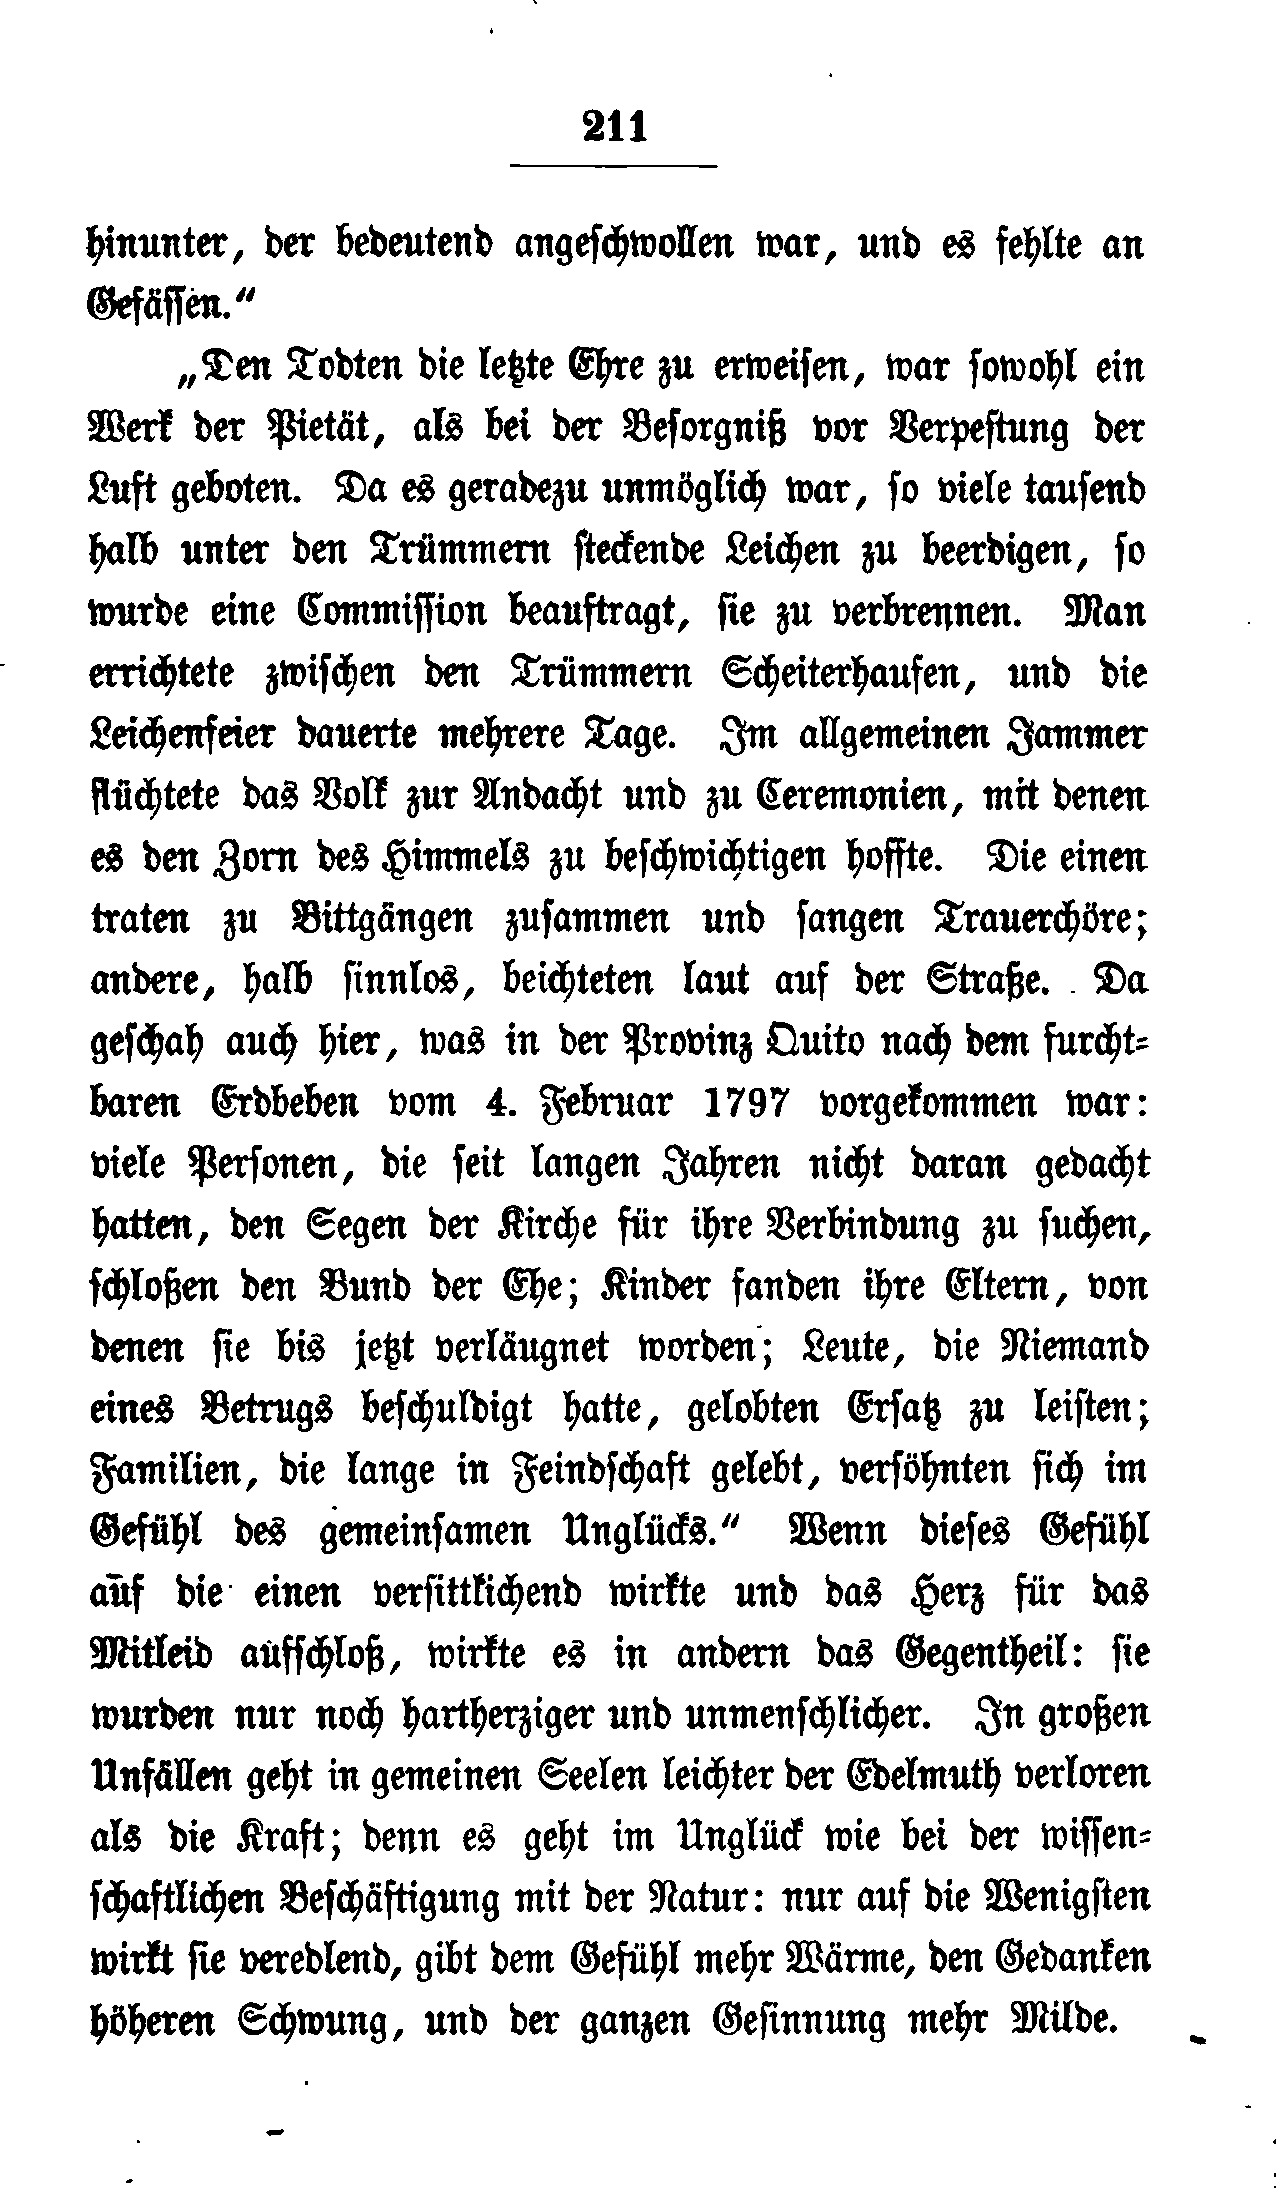 211
hinunter, der bedeutend angeschwollen war, und es fehlte an
Gefässen."
„Den Todten die letzte Ehre zu erweisen, war sowohl ein
Werk der Pietät, als bei der Besorgniß vor Verpestung der
Luft geboten. Da es geradezu unmöglich war, so viele tausend
halb unter den Trümmern steckende Leichen zu beerdigen, so
wurde eine Commission beauftragt, sie zu verbrennen. Man
errichtete zwischen den Trümmern Scheiterhaufen, und die
Leichenfeier dauerte mehrere Tage. Im allgemeinen Jammer
flüchtete das Volk zur Andacht und zu Ceremonien, mit denen
es den Zorn des Himmels zu beschwichtigen hoffte. Die einen
traten zu Bittgängen zusammen und sangen Trauerchöre;
andere, halb sinnlos, beichteten laut auf der Straße. Da
geschah auch hier, was in der Provinz Quito nach dem furcht-
baren Erdbeben vom 4. Februar 1797 vorgekommen war:
viele Personen, die seit langen Jahren nicht daran gedacht
hatten, den Segen der Kirche für ihre Verbindung zu suchen,
schloßen den Bund der Ehe; Kinder fanden ihre Eltern, von
denen sie bis jetzt verläugnet worden; Leute, die Niemand
eines Betrugs beschuldigt hatte, gelobten Ersatz zu leisten;
Familien, die lange in Feindschaft gelebt, versöhnten sich im
Gefühl des gemeinsamen Unglücks." Wenn dieses Gefühl
auf die einen versittlichend wirkte und das Herz für das
Mitleid aufschloß, wirkte es in andern das Gegentheil: sie
wurden nur noch hartherziger und unmenschlicher. In großen
Unfällen geht in gemeinen Seelen leichter der Edelmuth verloren
als die Kraft; denn es geht im Unglück wie bei der wissen-
schaftlichen Beschäftigung mit der Natur: nur auf die Wenigsten
wirkt sie veredlend, gibt dem Gefühl mehr Wärme, den Gedanken
höheren Schwung, und der ganzen Gesinnung mehr Milde.